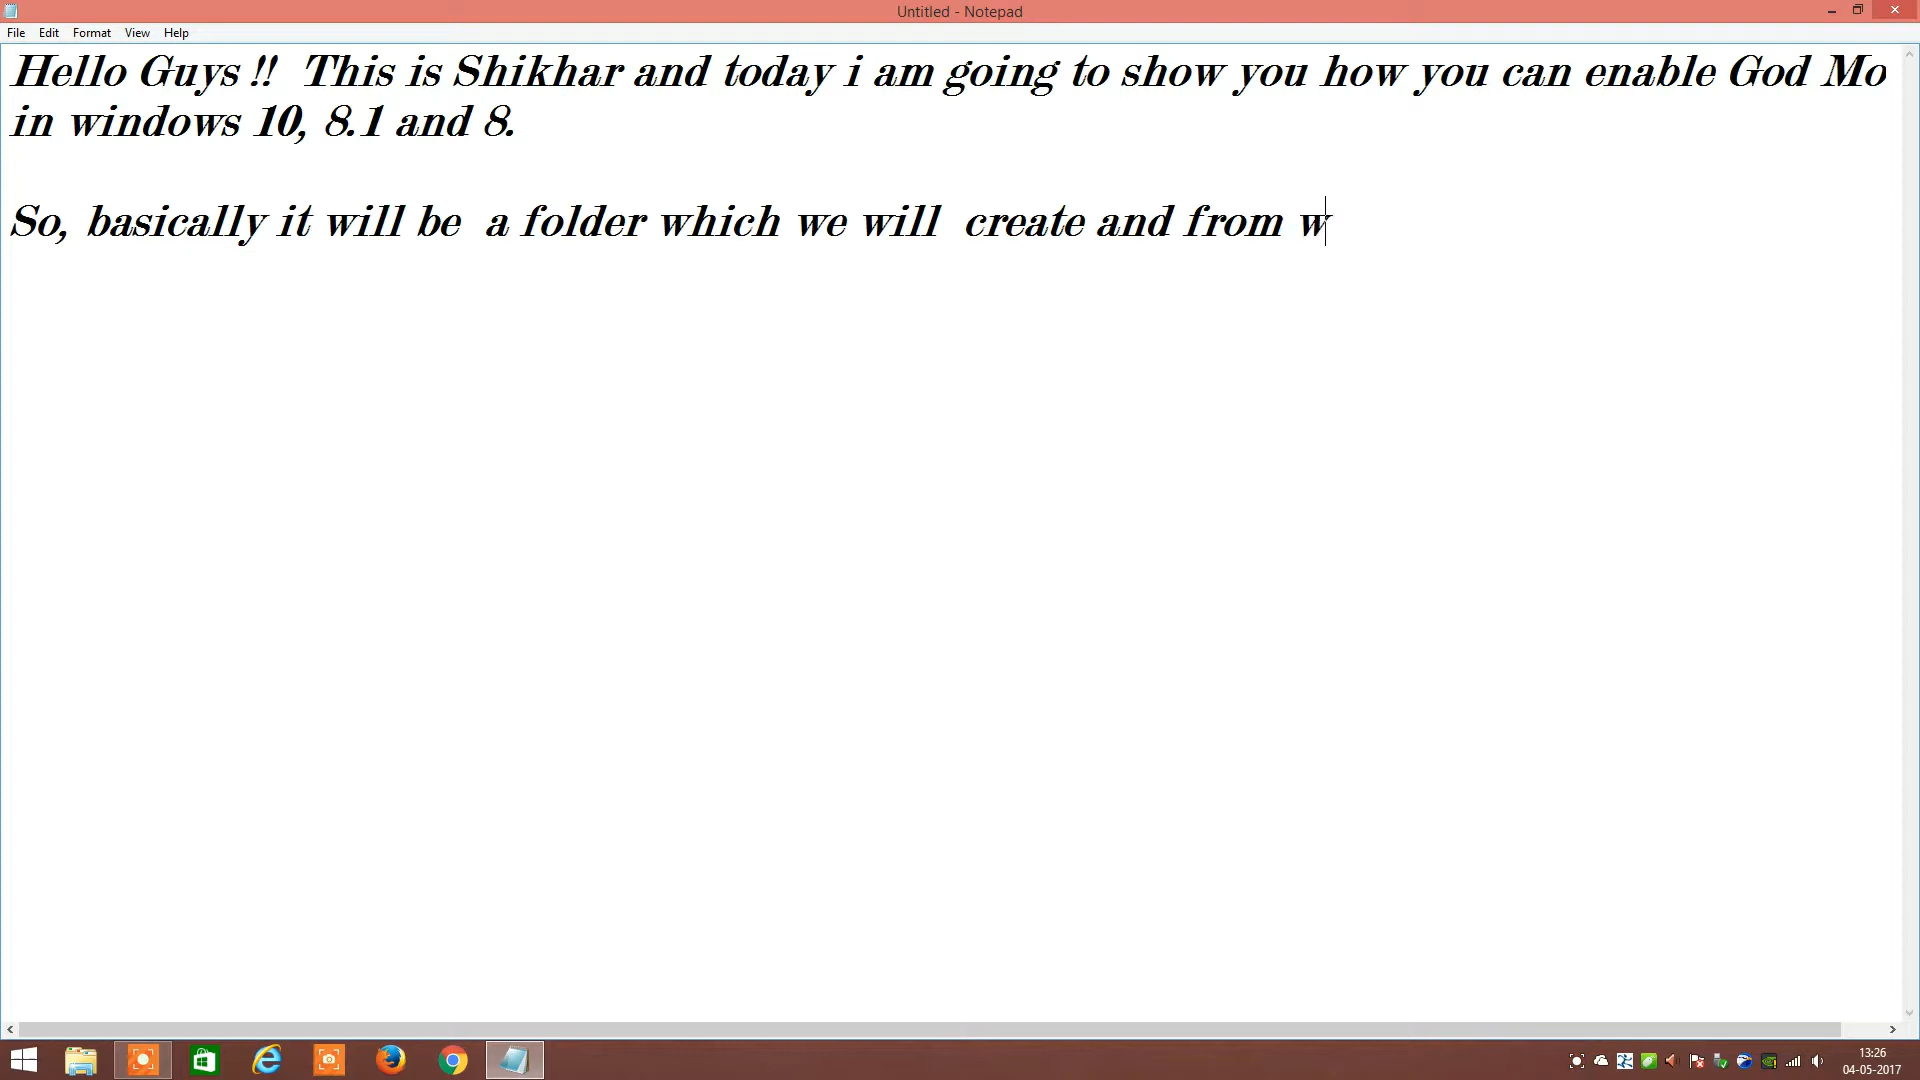 Untitled - Notepad
File Edit Format View Help
Hello Guys !!  This is Shikhar and today i am going to show you how you can enable God Mo
in windows 10, 8.1 and 8.
So, basically it will be  a folder which we will  create and from w
13:26
04-05-2017